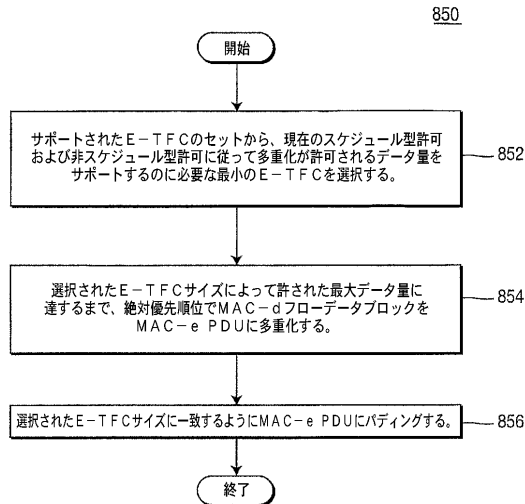 850
開始
サポートされたE－TFCのセットから、現在のスケジュール型許可
および非スケジュール型許可に従って多重化が許可されるデータ量を
サポートするのに必要な最小のE－TFCを選択する。
852
選択されたE－TFCサイズによって許された最大データ量に
達するまで、絶対優先順位でMAC－dフローデータブロックを
MAC－e PDUに多重化する。
854
選択されたE－TFCサイズに一致するようにMAC－e PDUにパディングする。
856
終了